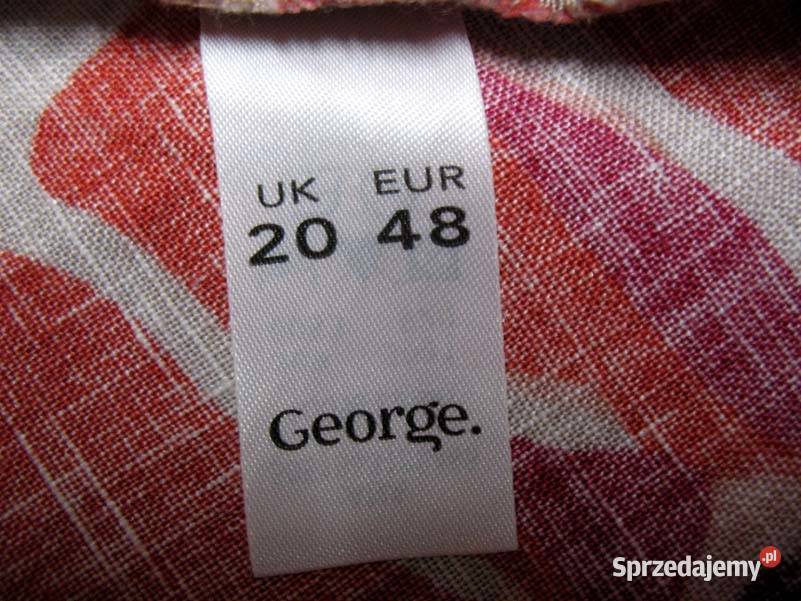 UK EUR
20 48
George.
Sprzedajemy.pl